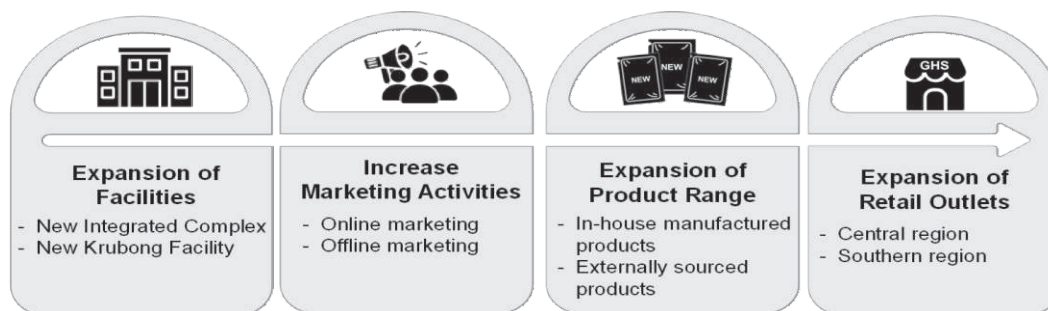 NEW
NEW
NEW
GHS
Expansion of
Facilities
- New Integrated Complex
- New Krubong Facility
Increase
Marketing Activities
- Online marketing
- Offline marketing
Expansion of
Product Range
- In-house manufactured
products
- Externally sourced
products
Expansion of
Retail Outlets
- Central region
- Southern region